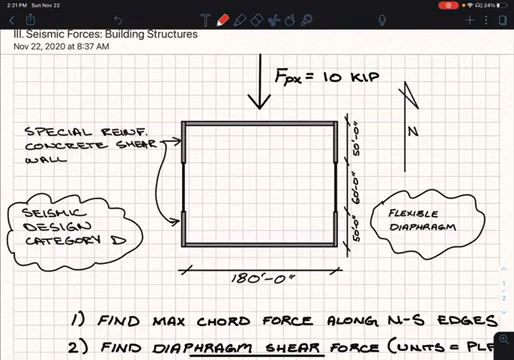 2:21 PM Sun Nov 22
24%
III. Seismic Forces: Building Structures
Nov 22, 2020 at 8:37 AM
Fpx = 10 KIP
SPECIAL REINF.
CONCRETE SHEAR
WALL
N
50'-0"
60'-0"
50'-0"
SEISMIC
DESIGN
CATEGORY D
FLEXIBLE
DIAPHRAGM
180'-0"
1) FIND MAX CHORD FORCE ALONG N-S EDGES
2) FIND DIAPHRAGM SHEAR FORCE (UNITS = PLF